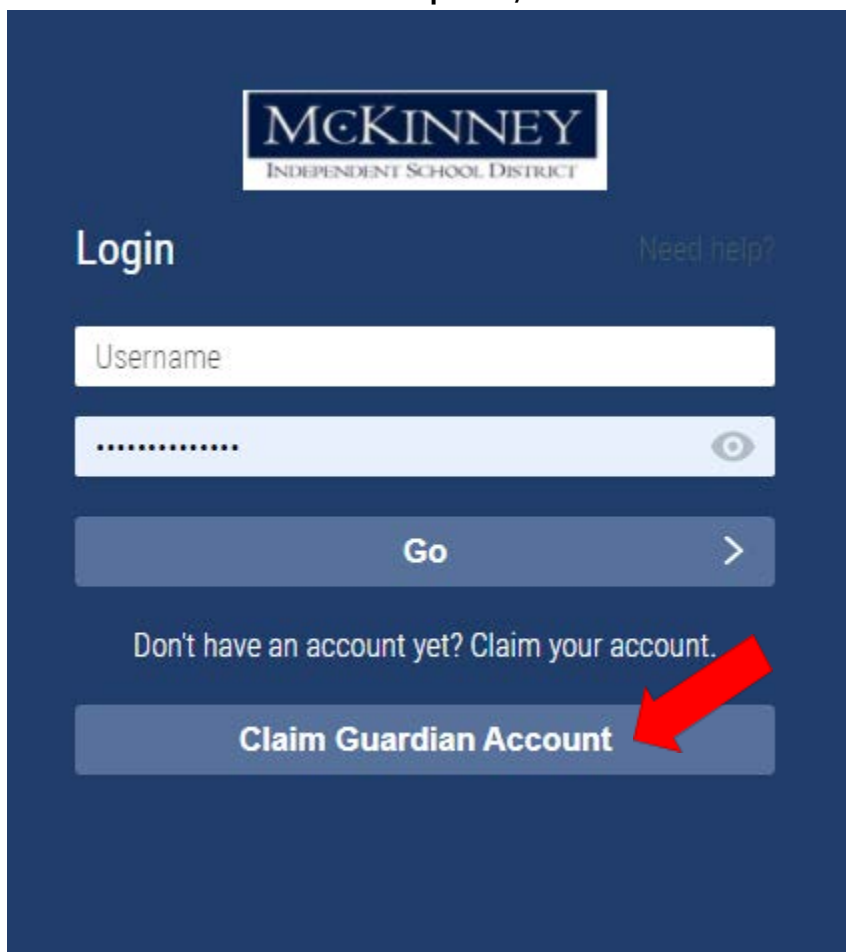 McKINNEY
INDEPENDENT SCHOOL DISTRICT
Login
Need help?
Username
••••••••••••••
Go
Don't have an account yet? Claim your account.
Claim Guardian Account